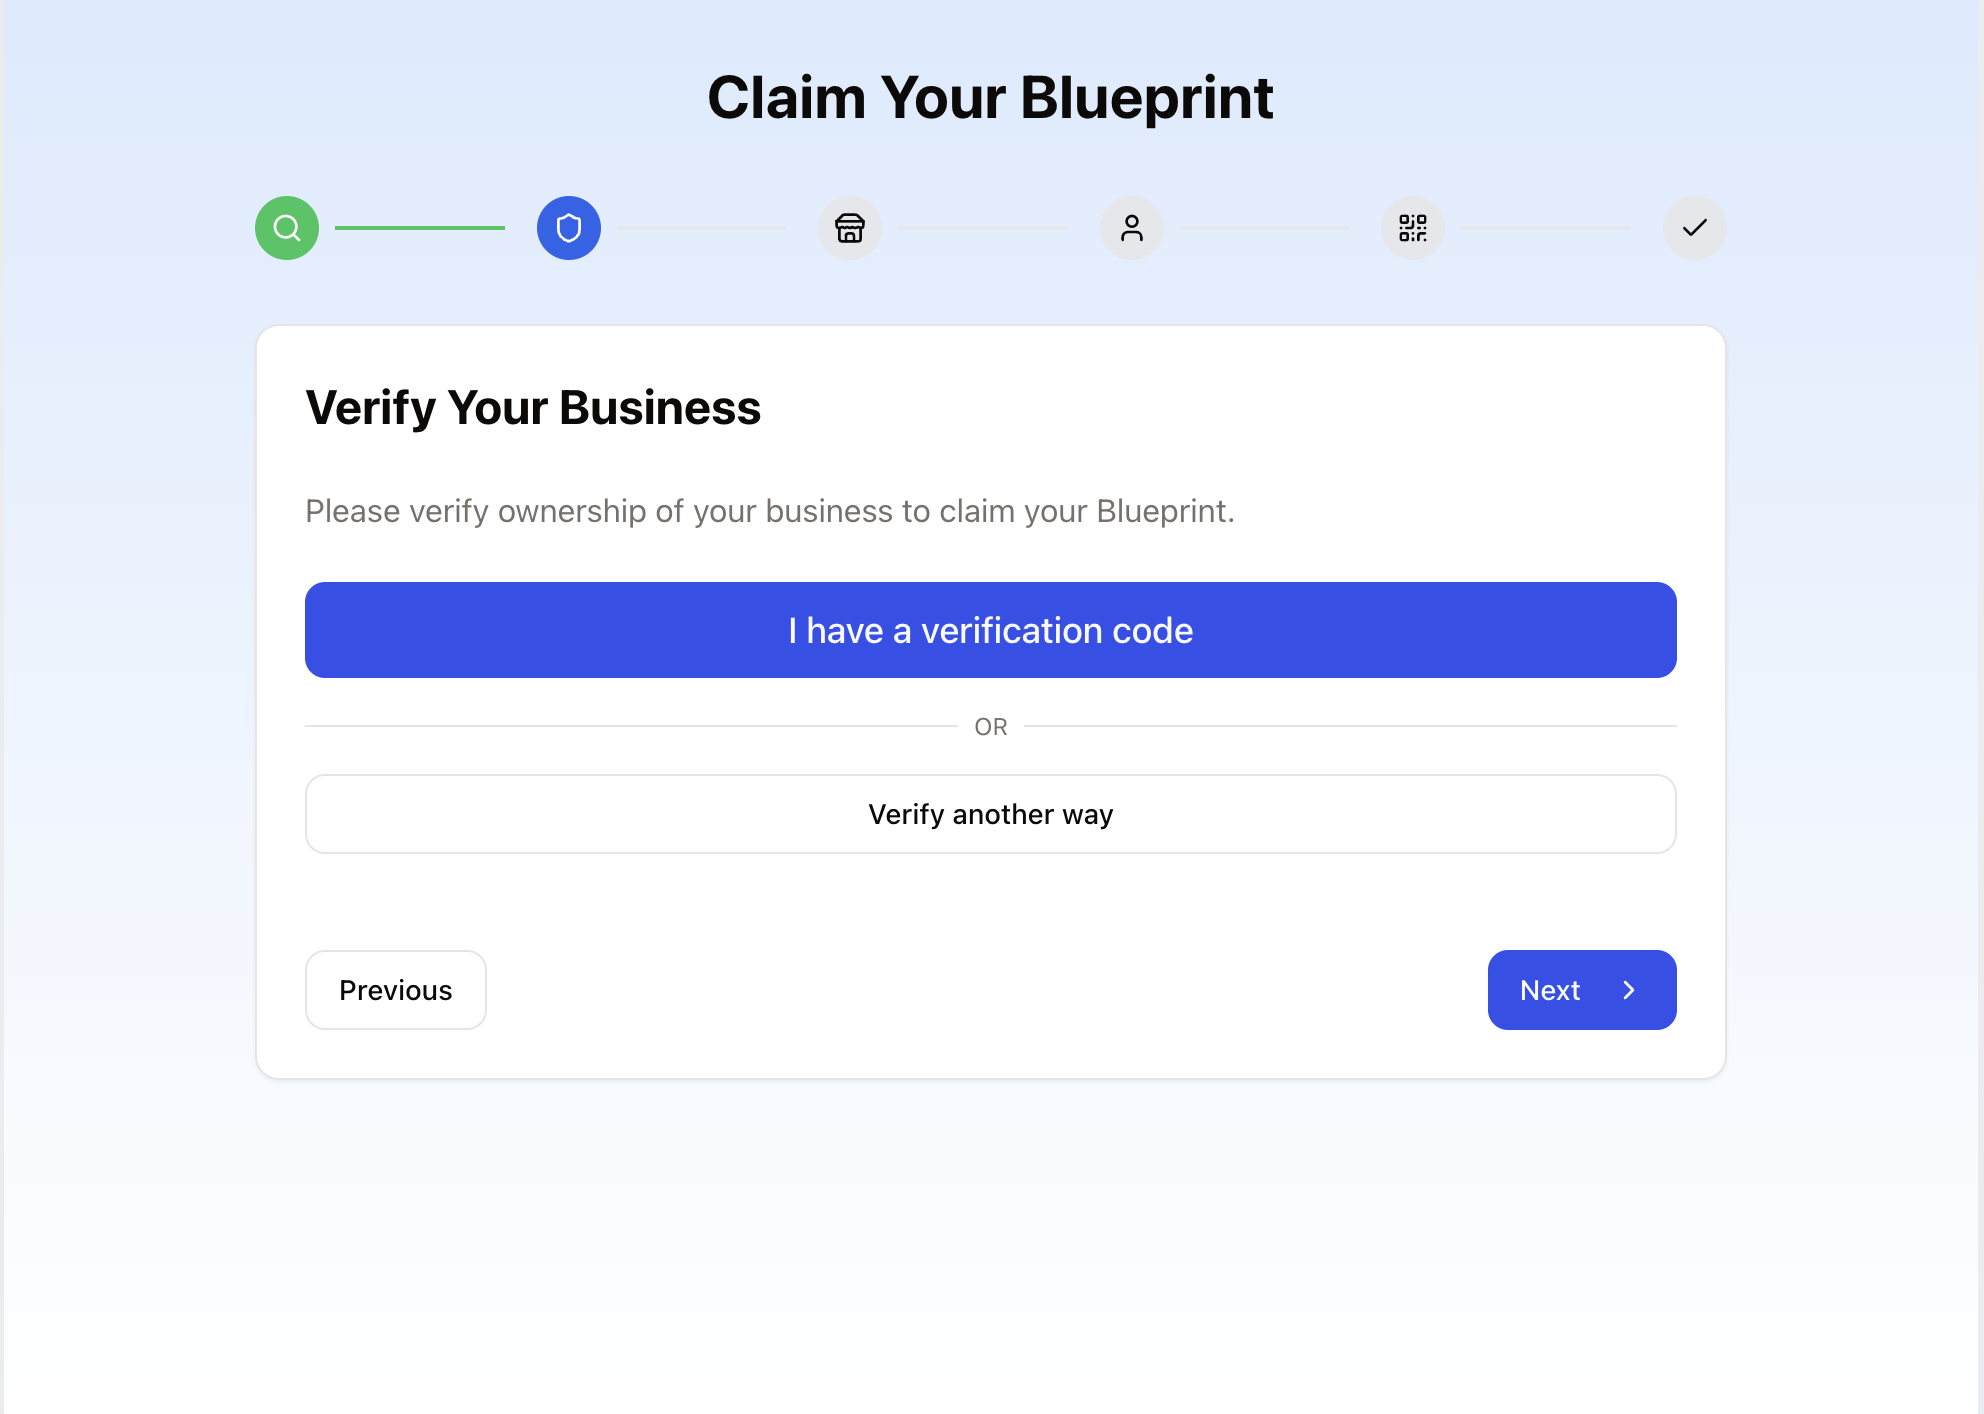 Claim Your Blueprint
Verify Your Business
Please verify ownership of your business to claim your Blueprint.
I have a verification code
OR
Verify another way
Previous
Next